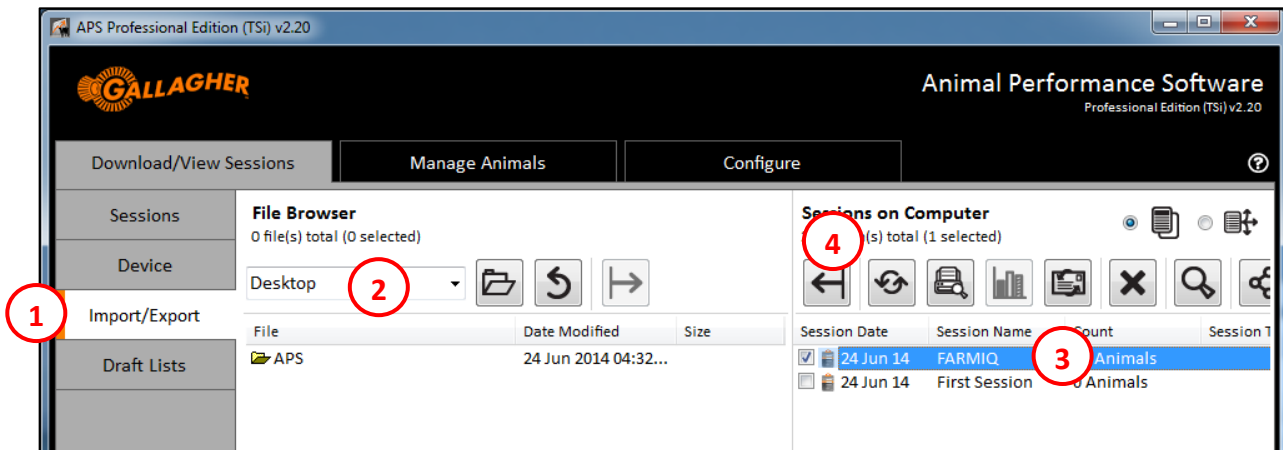 APS Professional Edition (TSi) v2.20
GALLAGHER
Animal Performance Software
Professional Edition (TSi) v2.20
Download/View Sessions
Manage Animals
Configure
Sessions
Device
Import/Export
Draft Lists
1
File Browser
0 file(s) total (0 selected)
Desktop
2
File Date Modified Size
APS 24 Jun 2014 04:32...
Sessions on Computer
(s) total (1 selected)
4
Session Date Session Name Count Session T
24 Jun 14 FARMIQ Animals
3
24 Jun 14 First Session 0 Animals